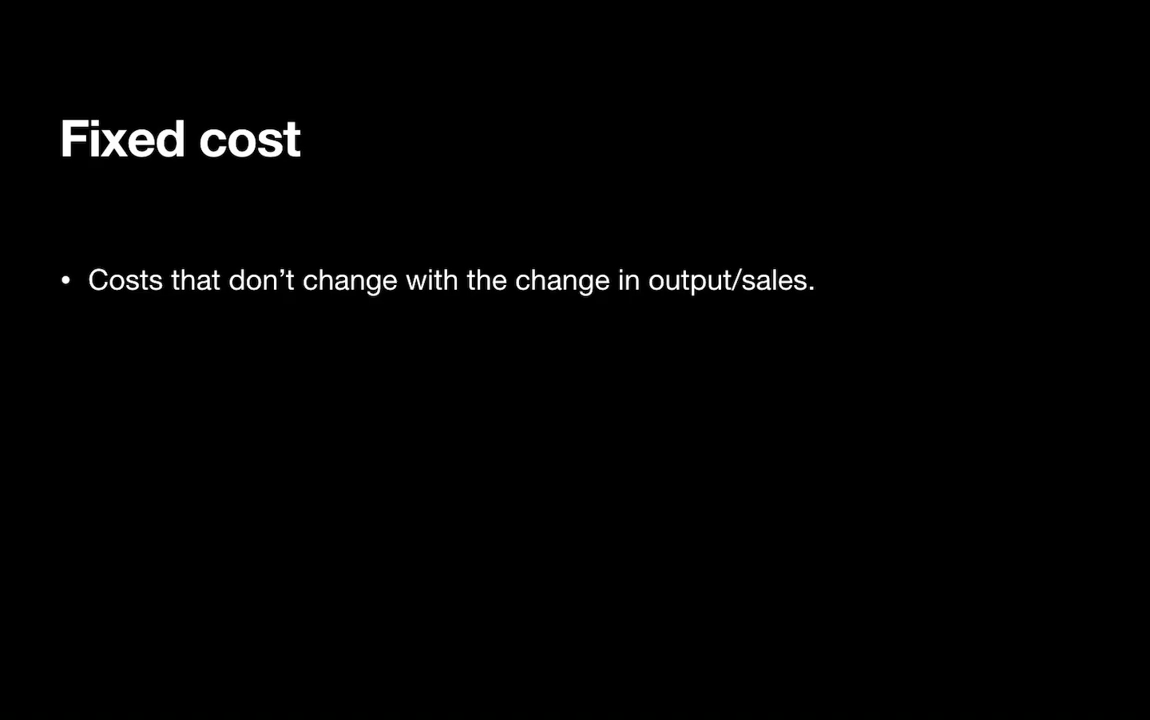 Fixed cost
• Costs that don’t change with the change in output/sales.